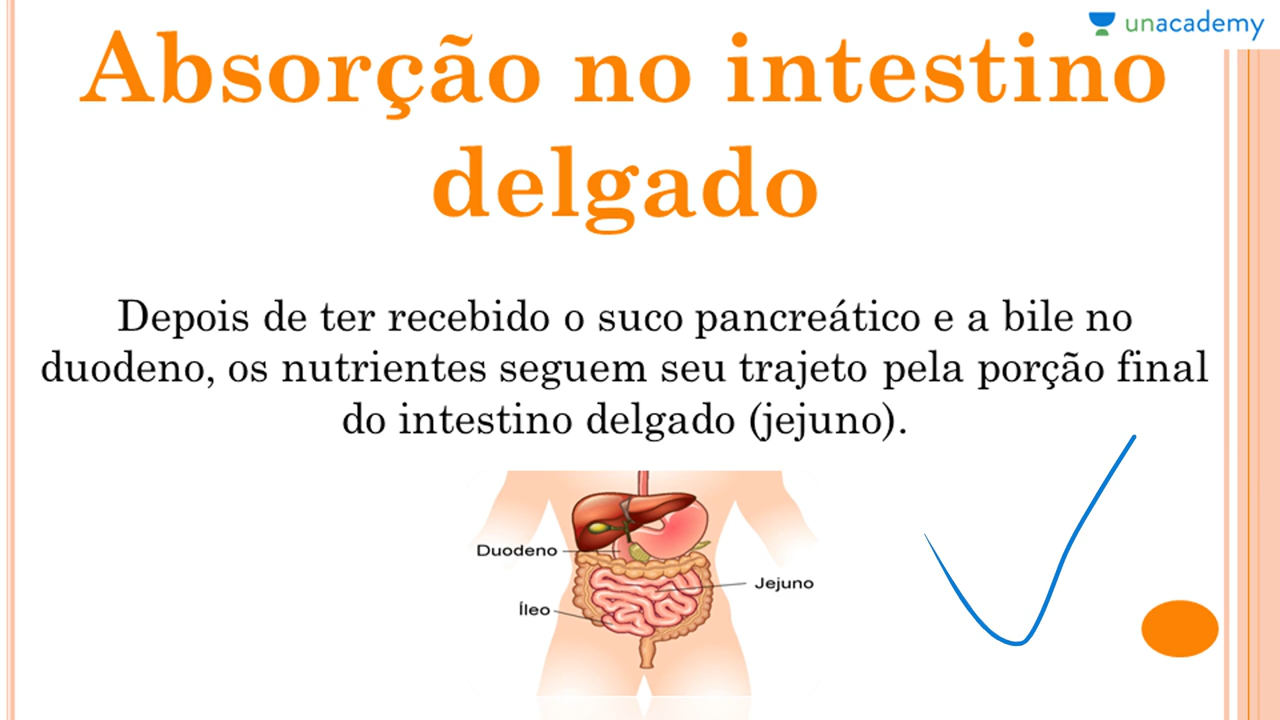 unacademy
Absorção no intestino
delgado
Depois de ter recebido o suco pancreático e a bile no
duodeno, os nutrientes seguem seu trajeto pela porção final
do intestino delgado (jejuno).
Duodeno
Jejuno
Íleo